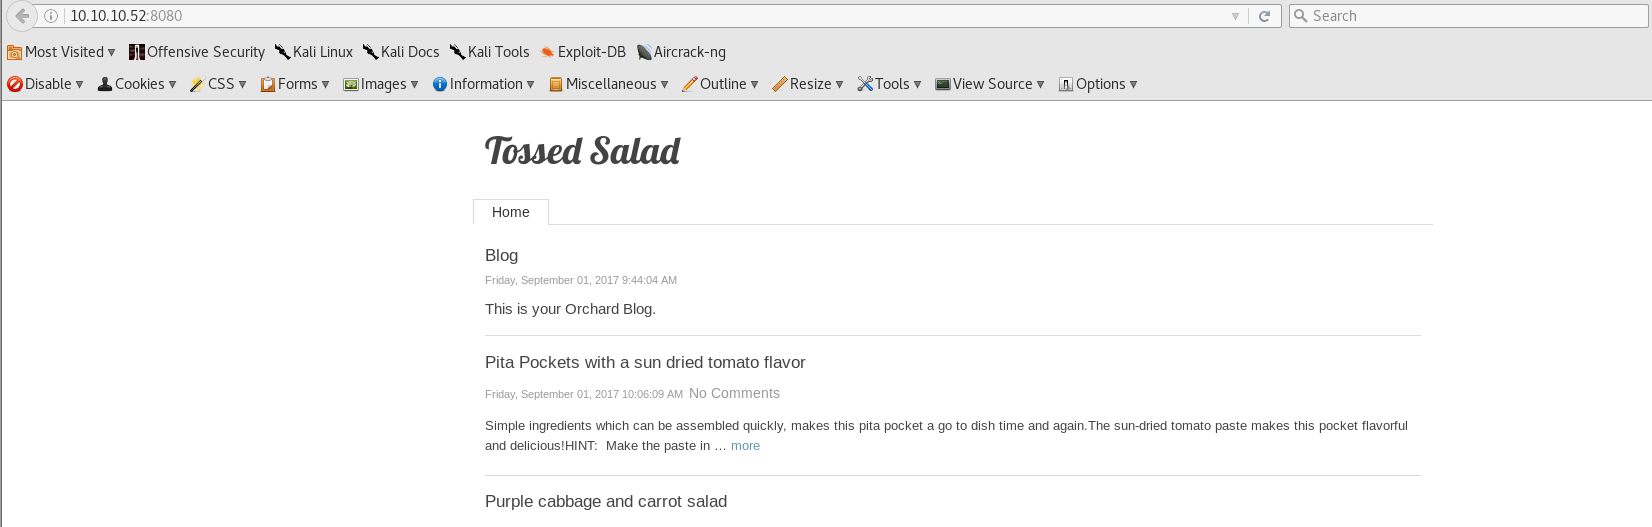 10.10.10.52:8080 Search
Most Visited Offensive Security Kali Linux Kali Docs Kali Tools Exploit-DB Aircrack-ng
Disable Cookies CSS Forms Images Information Miscellaneous Outline Resize Tools View Source Options
Tossed Salad
Home
Blog
Friday, September 01, 2017 9:44:04 AM
This is your Orchard Blog.
Pita Pockets with a sun dried tomato flavor
Friday, September 01, 2017 10:06:09 AM No Comments
Simple ingredients which can be assembled quickly, makes this pita pocket a go to dish time and again.The sun-dried tomato paste makes this pocket flavorful
and delicious!HINT:  Make the paste in … more
Purple cabbage and carrot salad